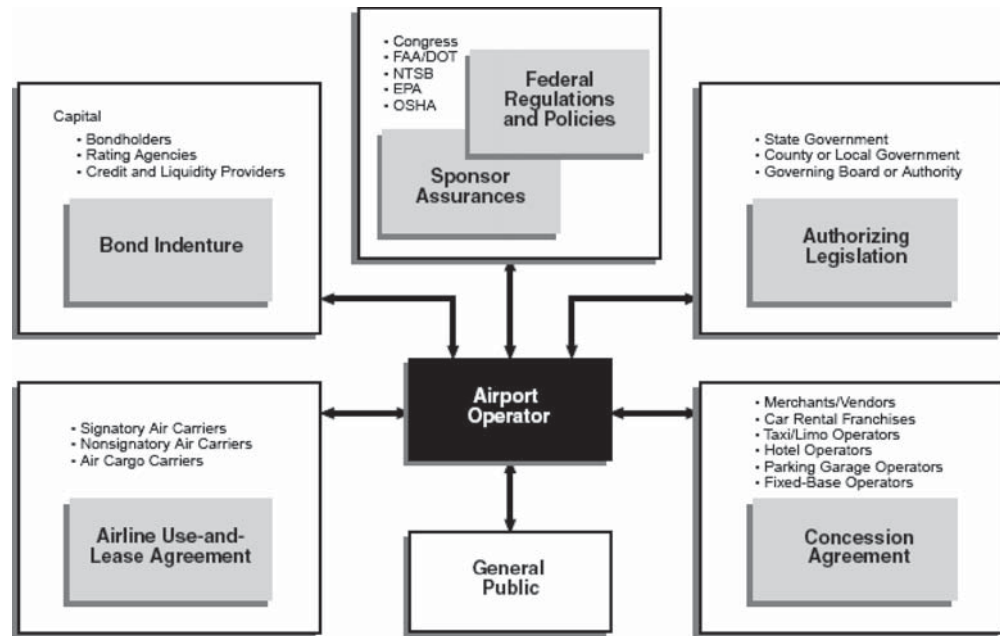 • Congress
• FAA/DOT
• NTSB
• EPA
• OSHA
Federal
Regulations
and Policies
Sponsor
Assurances
Capital
• Bondholders
• Rating Agencies
• Credit and Liquidity Providers
Bond Indenture
• State Government
• County or Local Government
• Governing Board or Authority
Authorizing
Legislation
Airport
Operator
• Signatory Air Carriers
• Nonsignatory Air Carriers
• Air Cargo Carriers
Airline Use-and-
Lease Agreement
General
Public
• Merchants/Vendors
• Car Rental Franchises
• Taxi/Limo Operators
• Hotel Operators
• Parking Garage Operators
• Fixed-Base Operators
Concession
Agreement